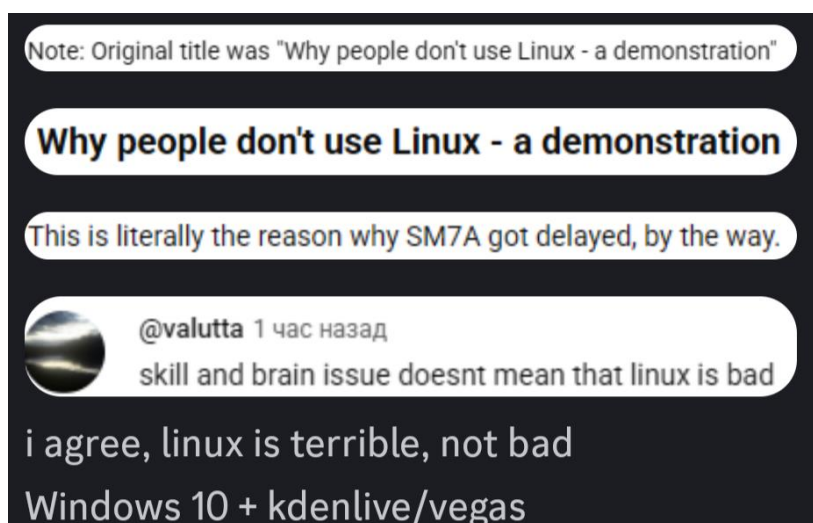 Note: Original title was "Why people don't use Linux - a demonstration"
Why people don't use Linux - a demonstration
This is literally the reason why SM7A got delayed, by the way.
@valutta 1 час назад
skill and brain issue doesnt mean that linux is bad
i agree, linux is terrible, not bad
Windows 10 + kdenlive/vegas